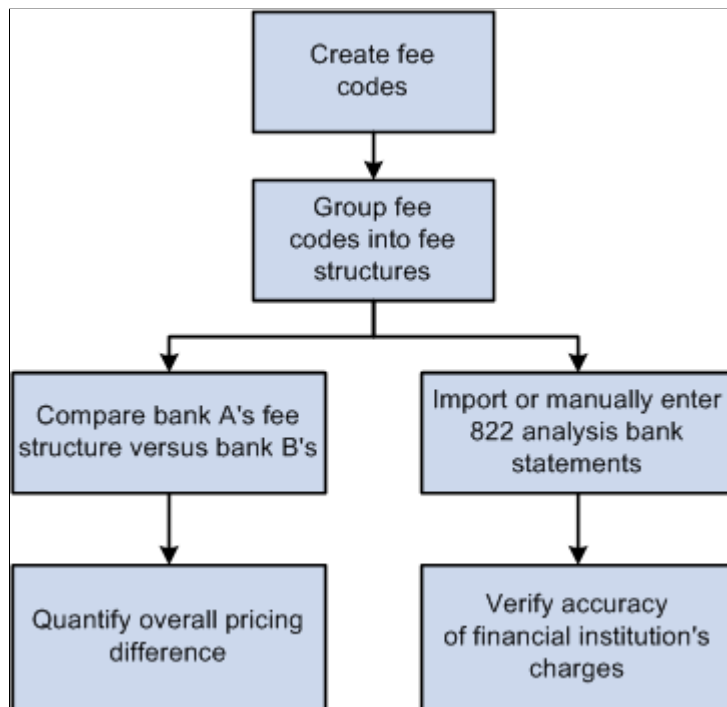 Create fee
codes
Group fee
codes into fee
structures
Compare bank A's fee
structure versus bank B's
Import or manually enter
822 analysis bank
statements
Quantify overall pricing
difference
Verify accuracy
of financial institution's
charges